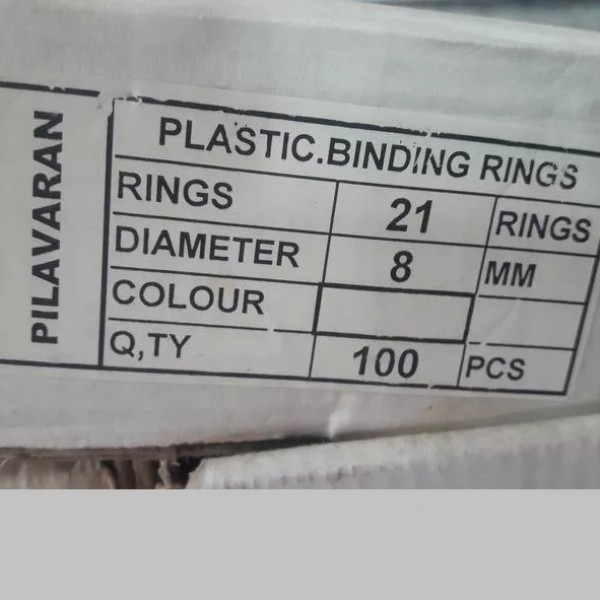 PILAVARAN
PLASTIC.BINDING RINGS
RINGS 21 RINGS
DIAMETER 8 MM
COLOUR
Q,TY 100 PCS